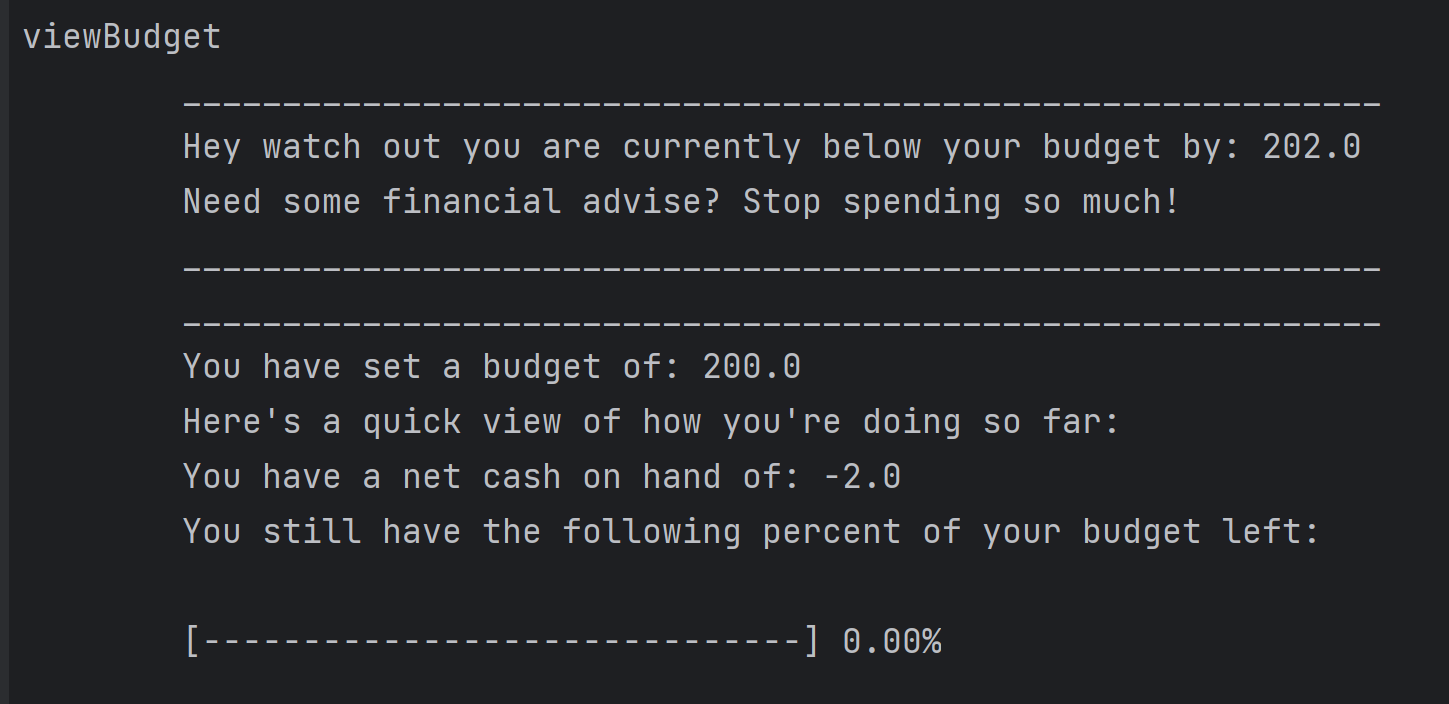 viewBudget
____________________________________________________________
Hey watch out you are currently below your budget by: 202.0
Need some financial advise? Stop spending so much!
____________________________________________________________
____________________________________________________________
You have set a budget of: 200.0
Here's a quick view of how you're doing so far:
You have a net cash on hand of: -2.0
You still have the following percent of your budget left:
[------------------------------] 0.00%